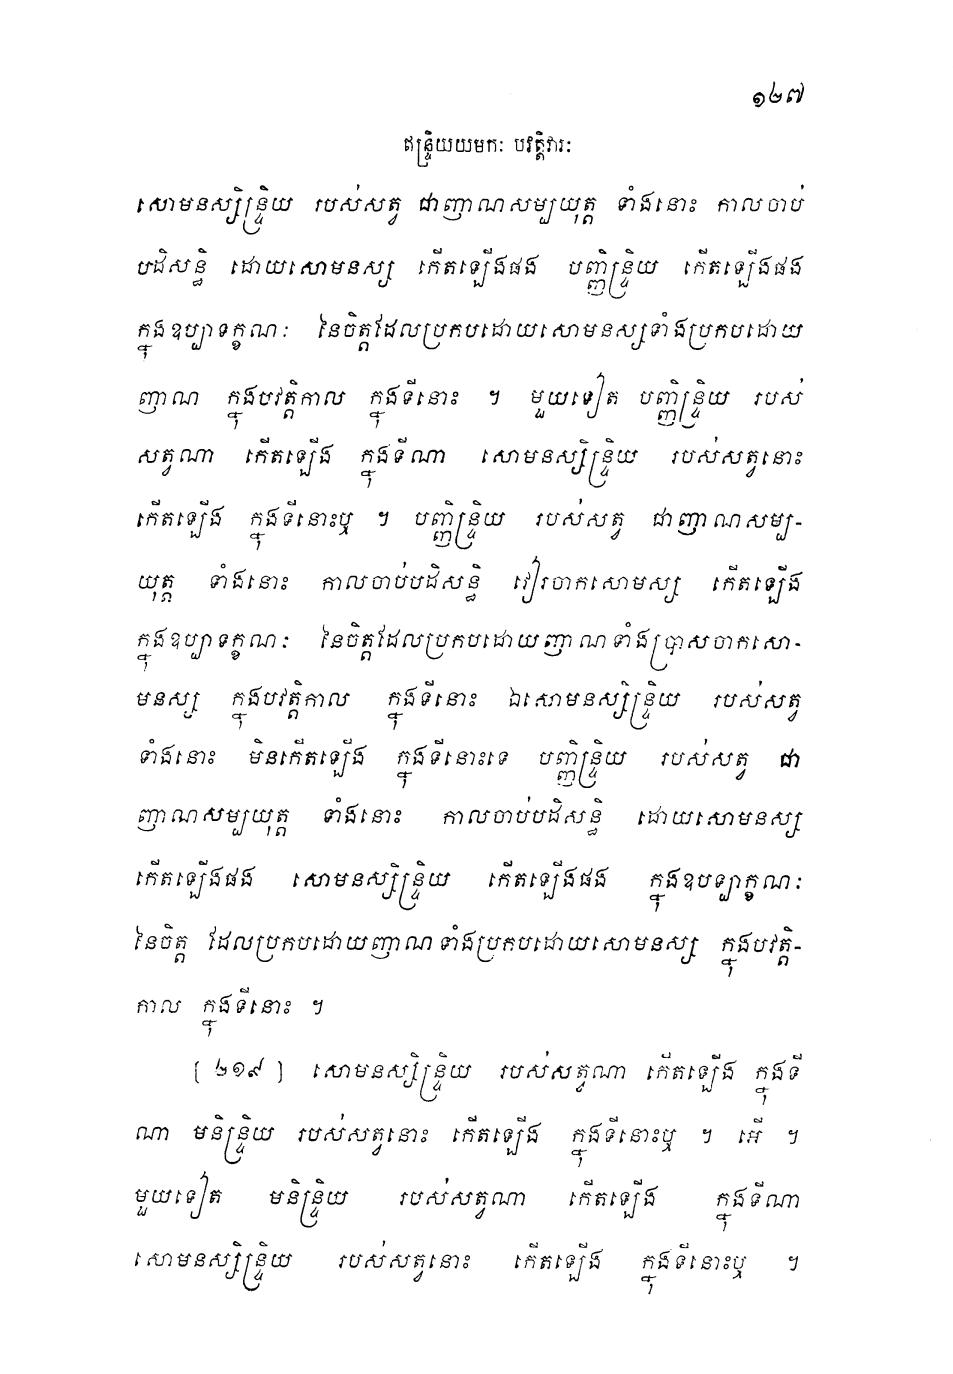 ១២៧
ឥន្ទ្រិយយមកៈ បវត្តិវារៈ
សោមនស្សិន្ទ្រិយ របស់សត្វ ជាញាណសម្បយុត្ត ទាំងនោះ កាលចាប់
បដិសន្ធិ ដោយសោមនស្ស កើតឡើងផង បញ្ញិន្ទ្រិយ កើតឡើងផង
ក្នុងឧប្បាទក្ខណៈ នៃចិត្តដែលប្រកបដោយសោមនស្សទាំងប្រកបដោយ
ញាណ ក្នុងបវត្តិកាល ក្នុងទីនោះ ។ មួយទៀត បញ្ញិន្ទ្រិយ របស់
សត្វណា កើតឡើង ក្នុងទីណា សោមនស្សិន្ទ្រិយ របស់សត្វនោះ
កើតឡើង ក្នុងទីនោះឬ ។ បញ្ញិន្ទ្រិយ របស់សត្វ ជាញាណសម្ប-
យុត្ត ទាំងនោះ កាលចាប់បដិសន្ធិ វៀរចាកសោមស្ស កើតឡើង
ក្នុងឧប្បាទក្ខណៈ នៃចិត្តដែលប្រកបដោយញាណទាំងប្រាសចាកសោ-
មនស្ស ក្នុងបវត្តិកាល ក្នុងទីនោះ ឯសោមនស្សិន្ទ្រិយ របស់សត្វ
ទាំងនោះ មិនកើតឡើង ក្នុងទីនោះទេ បញ្ញិន្ទ្រិយ របស់សត្វ ជា
ញាណសម្បយុត្ត ទាំងនោះ កាលចាប់បដិសន្ធិ ដោយសោមនស្ស
កើតឡើងផង សោមនស្សិន្ទ្រិយ កើតឡើងផង ក្នុងឧបទ្បាក្ខណៈ
នៃចិត្ត ដែលប្រកបដោយញាណទាំងប្រកបដោយសោមនស្ស ក្នុងបវត្តិ-
កាល ក្នុងទីនោះ ។
[ ២១៩ ] សោមនស្សិន្ទ្រិយ របស់សត្វណា កើតឡើង ក្នុងទី
ណា មនិន្ទ្រិយ របស់សត្វនោះ កើតឡើង ក្នុងទីនោះឬ ។ អើ ។
មួយទៀត មនិន្ទ្រិយ របស់សត្វណា កើតឡើង ក្នុងទីណា
សោមនស្សិន្ទ្រិយ របស់សត្វនោះ កើតឡើង ក្នុងទីនោះឬ ។